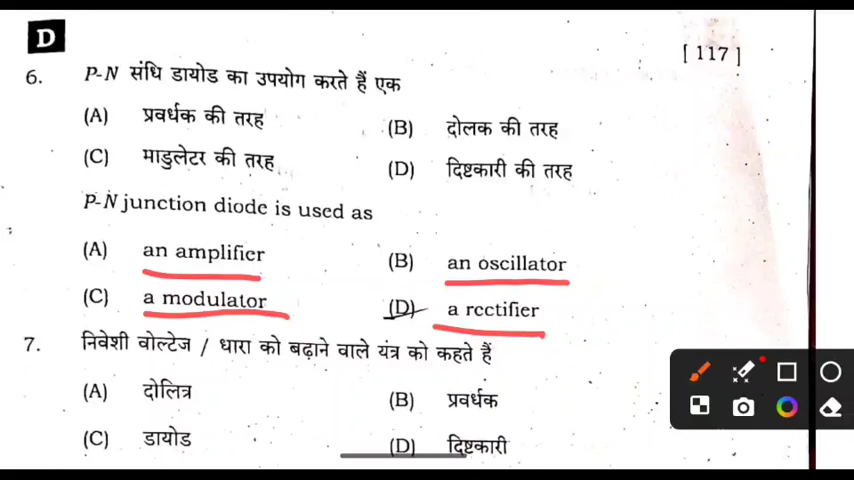 D
[ 117 ]
6. P-N संधि डायोड का उपयोग करते हैं एक
(A) प्रवर्धक की तरह (B) दोलक की तरह
(C) माडुलेटर की तरह (D) दिष्टकारी की तरह
P-N junction diode is used as
(A) an amplifier (B) an oscillator
(C) a modulator (D) a rectifier
7. निवेशी वोल्टेज / धारा को बढ़ाने वाले यंत्र को कहते हैं
(A) दोलित्र (B) प्रवर्धक
(C) डायोड (D) दिष्टकारी